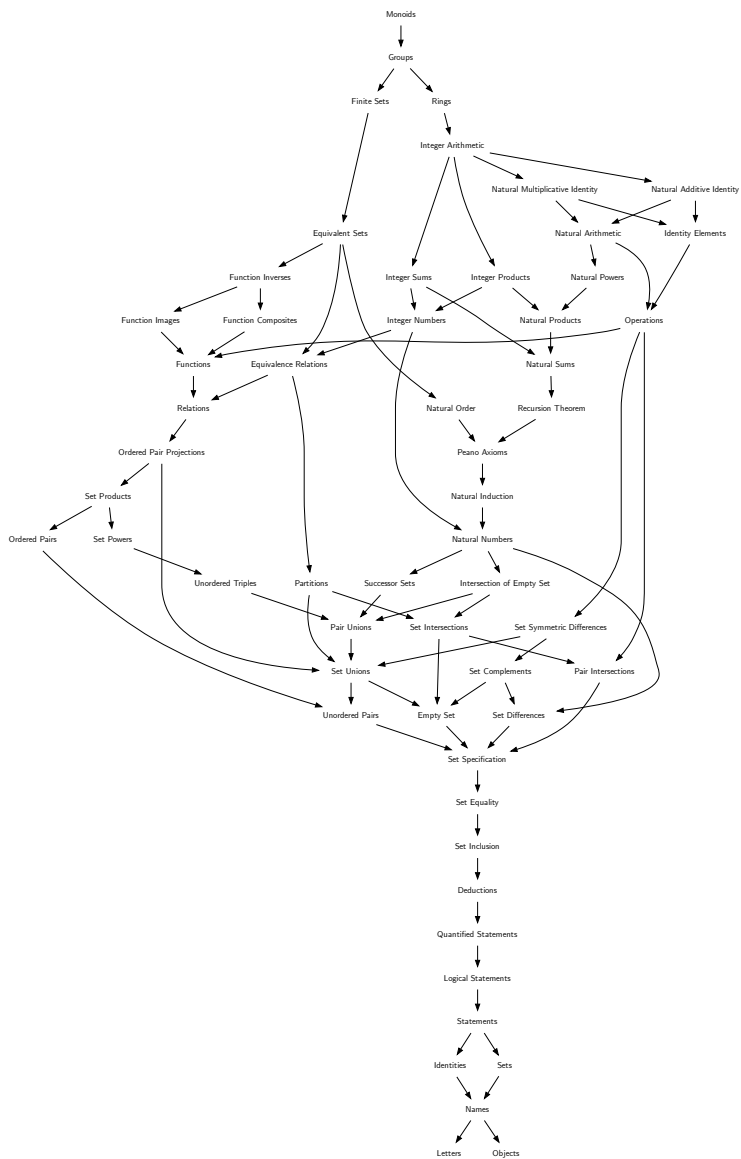 Monoids
Groups
Finite Sets
Rings
Integer Arithmetic
Natural Multiplicative Identity
Natural Additive Identity
Equivalent Sets
Natural Arithmetic
Identity Elements
Function Inverses
Integer Sums
Integer Products
Natural Powers
Function Images
Function Composites
Integer Numbers
Natural Products
Operations
Functions
Equivalence Relations
Natural Sums
Relations
Natural Order
Recursion Theorem
Ordered Pair Projections
Peano Axioms
Set Products
Natural Induction
Ordered Pairs
Set Powers
Natural Numbers
Unordered Triples
Partitions
Successor Sets
Intersection of Empty Set
Pair Unions
Set Intersections
Set Symmetric Differences
Set Unions
Set Complements
Pair Intersections
Unordered Pairs
Empty Set
Set Differences
Set Specification
Set Equality
Set Inclusion
Deductions
Quantified Statements
Logical Statements
Statements
Identities
Sets
Names
Letters
Objects